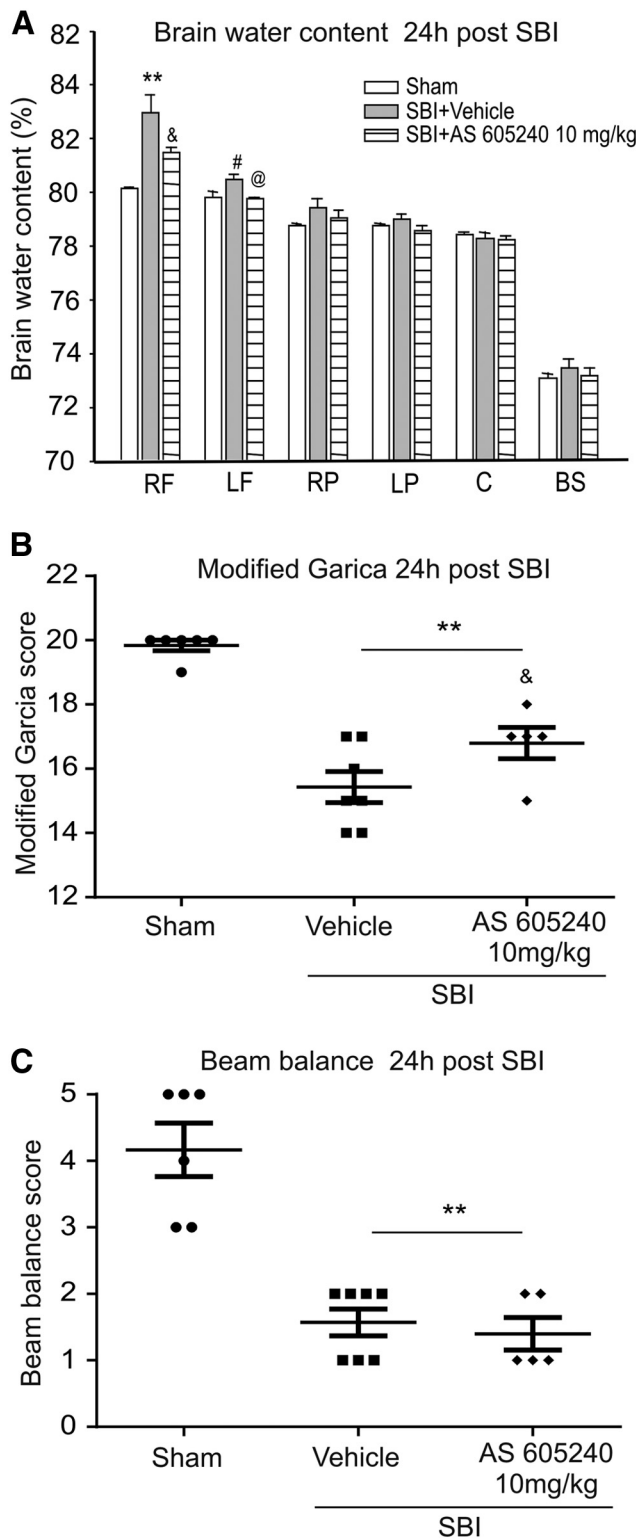 A
Brain water content 24h post SBI
Brain water content (%)
82
84
82
80
78
76
74
72
70
Sham
SBI+Vehicle
SBI+AS 605240 10 mg/kg
**
&
#
@
RF LF RP LP C BS
B
Modified Garica 24h post SBI
Modified Garcia score
22
20
18
16
14
12
**
&
Sham Vehicle AS 605240
10mg/kg
SBI
C
Beam balance 24h post SBI
Beam balance score
5
4
3
2
1
0
**
Sham Vehicle AS 605240
10mg/kg
SBI